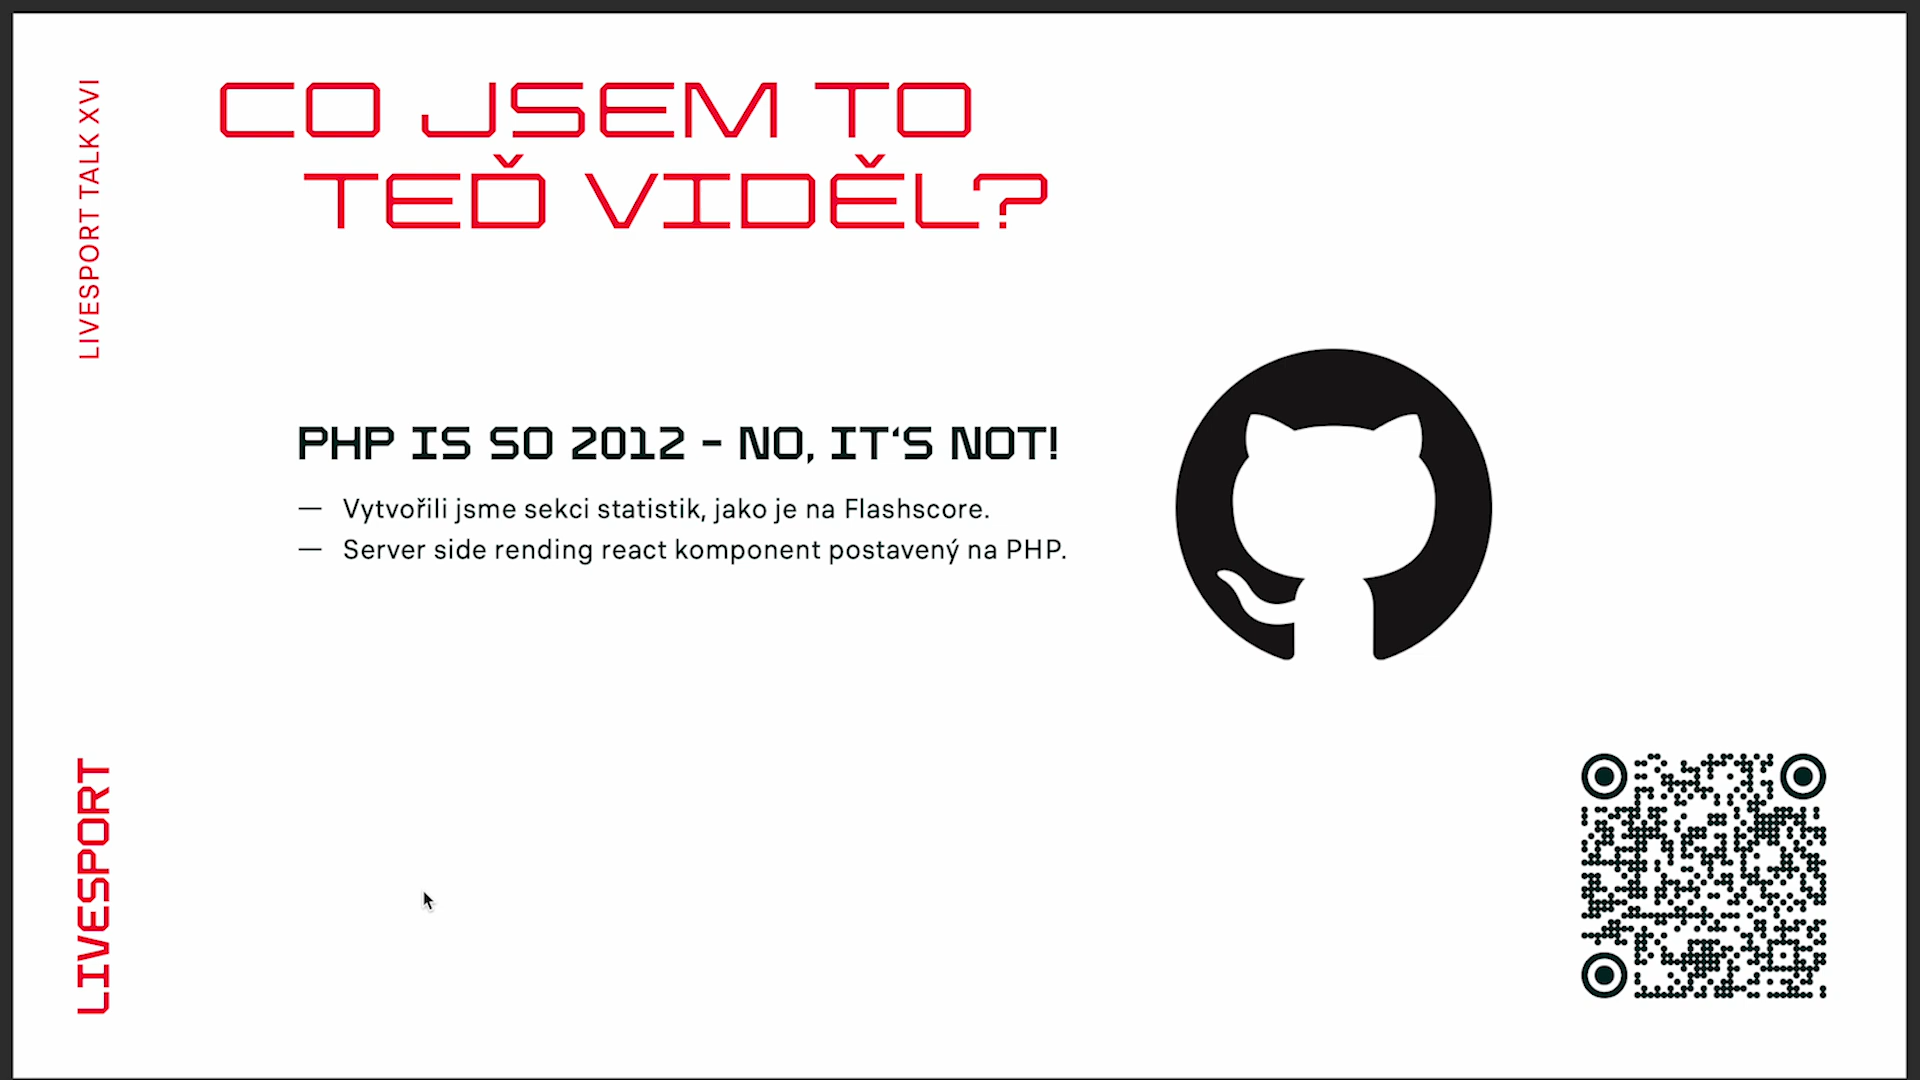 LIVESPORT TALK XVI
CO JSEM TO
TEĎ VIDĚL?
PHP IS SO 2012 - NO, IT‘S NOT!
— Vytvořili jsme sekci statistik, jako je na Flashscore.
— Server side rending react komponent postavený na PHP.
LIVESPORT